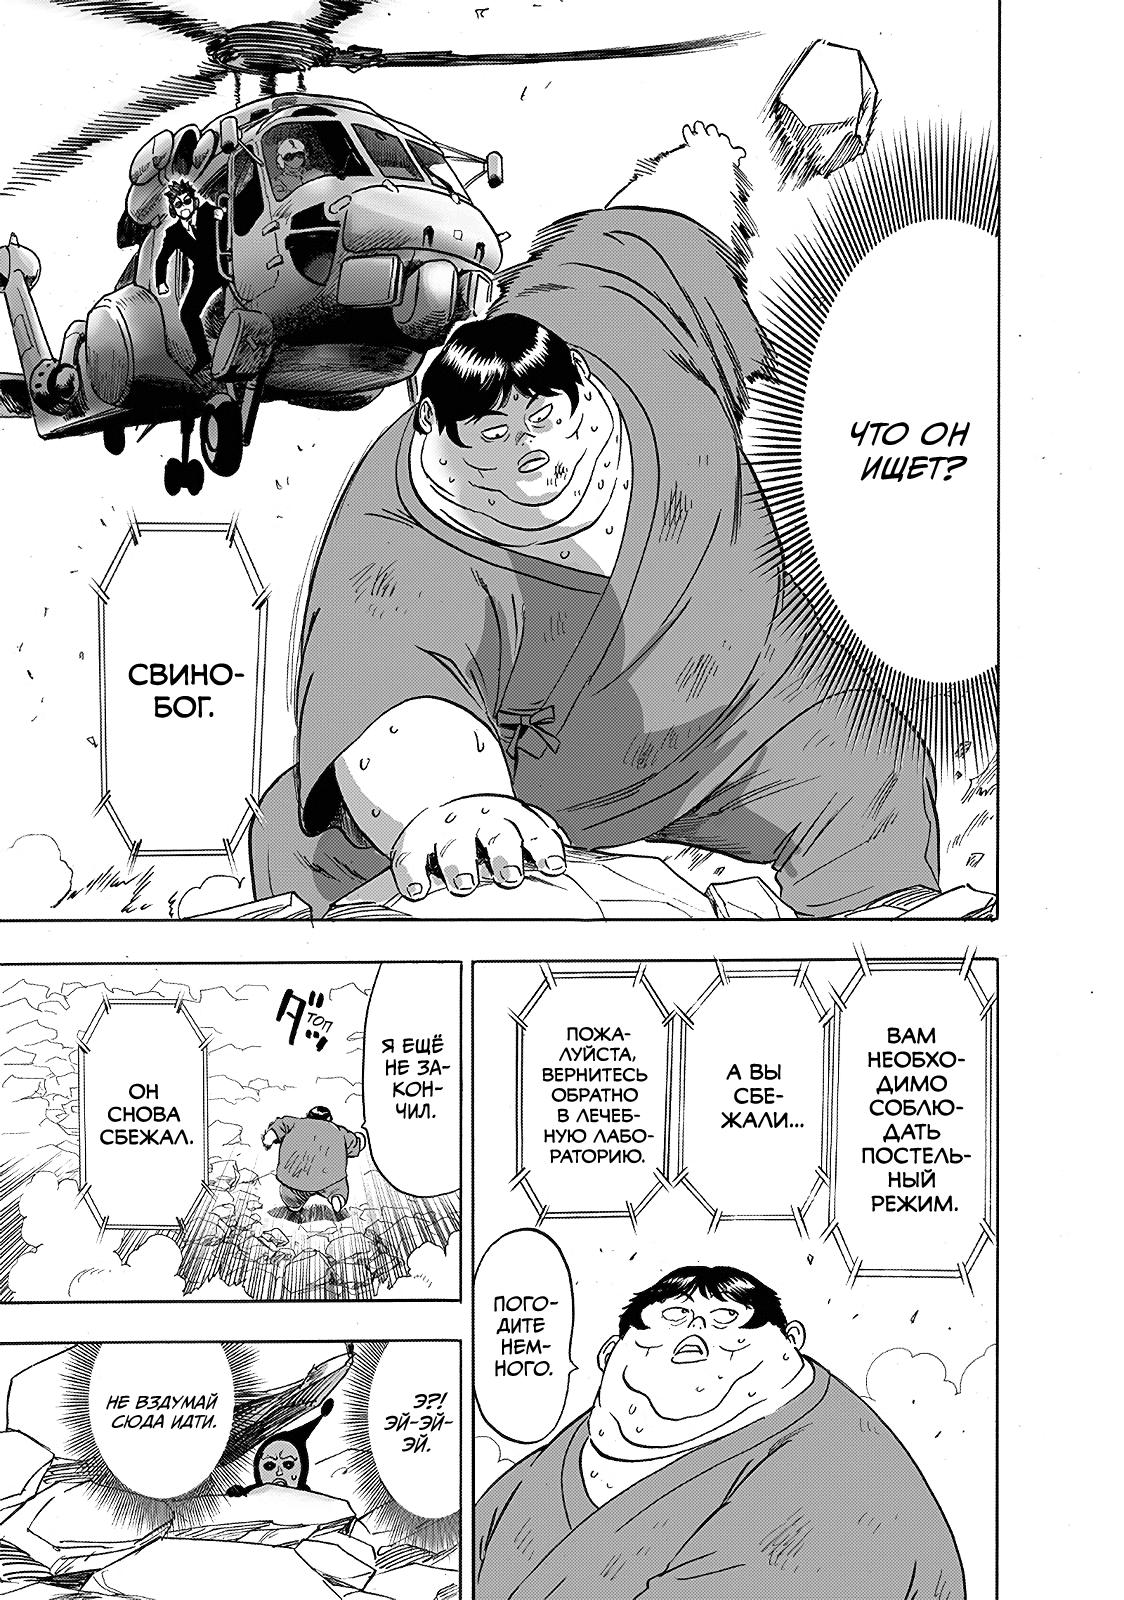 ЧТО ОН
ИЩЕТ?
СВИНО-
БОГ.
ВАМ
НЕОБХО-
ДИМО
СОБЛЮ-
ДАТЬ
ПОСТЕЛЬ-
НЫЙ
РЕЖИМ.
А ВЫ
СБЕ-
ЖАЛИ...
ПОЖА-
ЛУЙСТА,
ВЕРНИТЕСЬ
ОБРАТНО
В ЛЕЧЕБ-
НУЮ ЛАБО-
РАТОРИЮ.
ПОГО-
ДИТЕ
НЕМ-
НОГО.
Я ЕЩЁ
НЕ ЗА-
КОН-
ЧИЛ.
ダッ
ТОП
ОН
СНОВА
СБЕЖАЛ.
Э?!
ЭЙ-ЭЙ-
ЭЙ.
НЕ ВЗДУМАЙ
СЮДА ИДТИ.